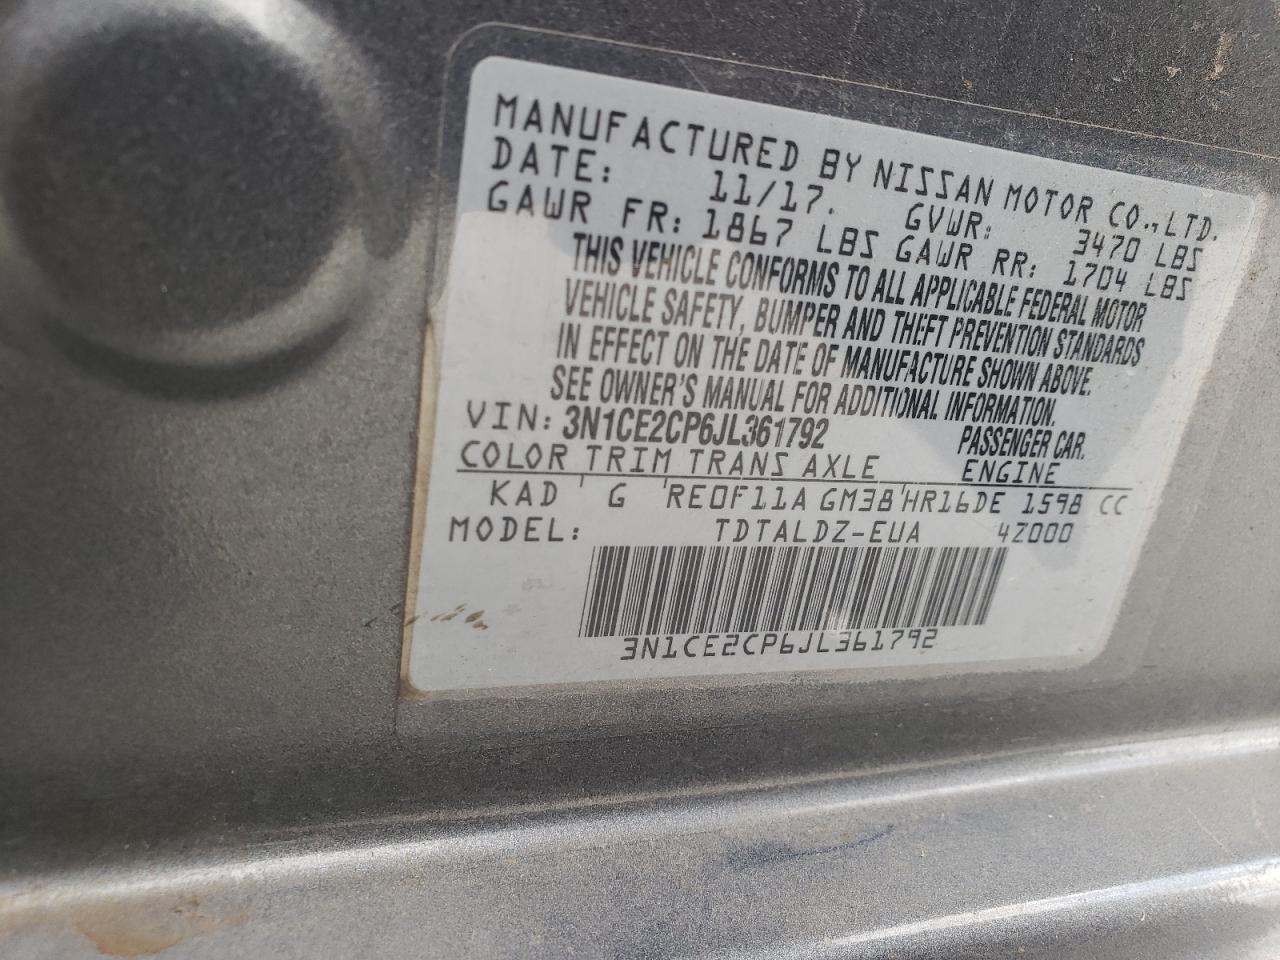 MANUFACTURED BY NISSAN MOTOR CO.,LTD.
DATE: 11/17. GVWR: 3470 LBS
GAWR FR: 1867 LBS GAWR RR: 1704 LBS
THIS VEHICLE CONFORMS TO ALL APPLICABLE FEDERAL MOTOR
VEHICLE SAFETY, BUMPER AND THEFT PREVENTION STANDARDS
IN EFFECT ON THE DATE OF MANUFACTURE SHOWN ABOVE.
SEE OWNER'S MANUAL FOR ADDITIONAL INFORMATION.
VIN: 3N1CE2CP6JL361792 PASSENGER CAR.
COLOR TRIM TRANS AXLE ENGINE
KAD ' G 'RE0F11A GM38'HR16DE 1598 CC
MODEL: TDTALDZ-EUA 4Z000
3N1CE2CP6JL361792